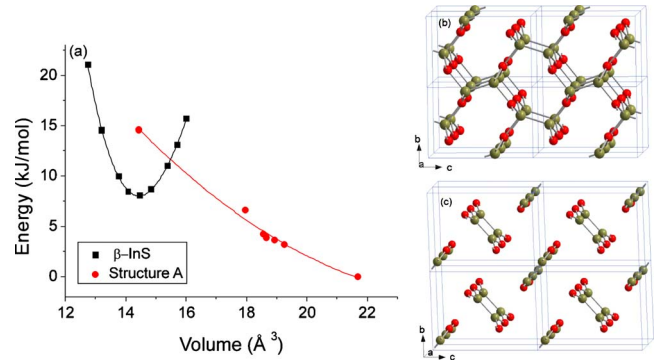 (a)
20
15
10
5
0
Energy (kJ/mol)
β–InS
Structure A
12 14 16 18 20 22
Volume (Å ³)
(b)
b
a c
(c)
b
a c